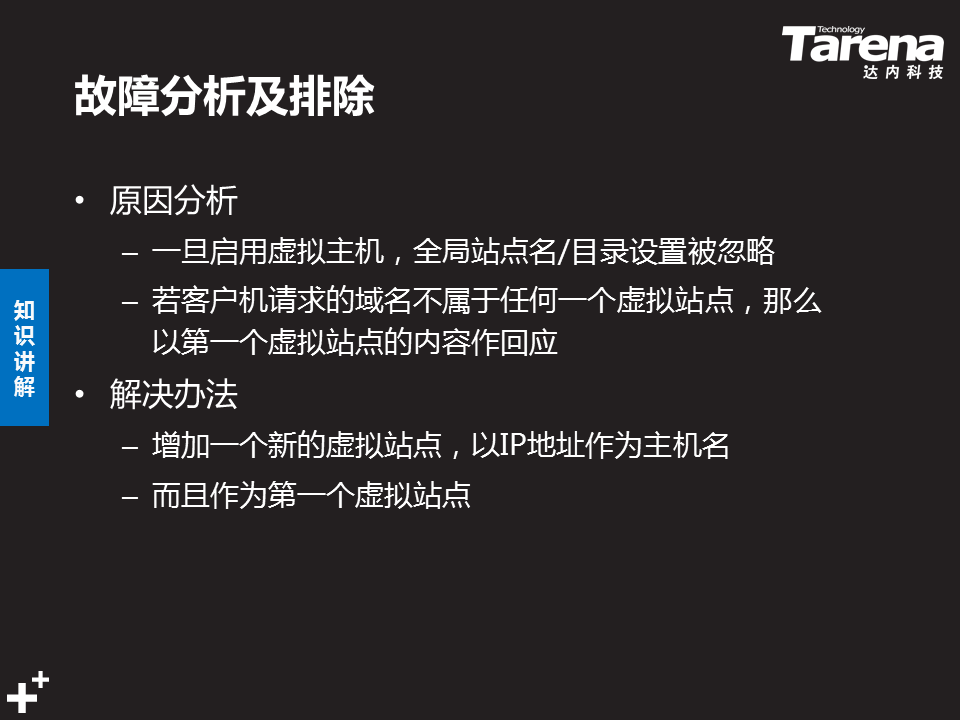 Technology
Tarena
达内科技
故障分析及排除
• 原因分析
– 一旦启用虚拟主机，全局站点名/目录设置被忽略
– 若客户机请求的域名不属于任何一个虚拟站点，那么
以第一个虚拟站点的内容作回应
• 解决办法
– 增加一个新的虚拟站点，以IP地址作为主机名
– 而且作为第一个虚拟站点
知
识
讲
解